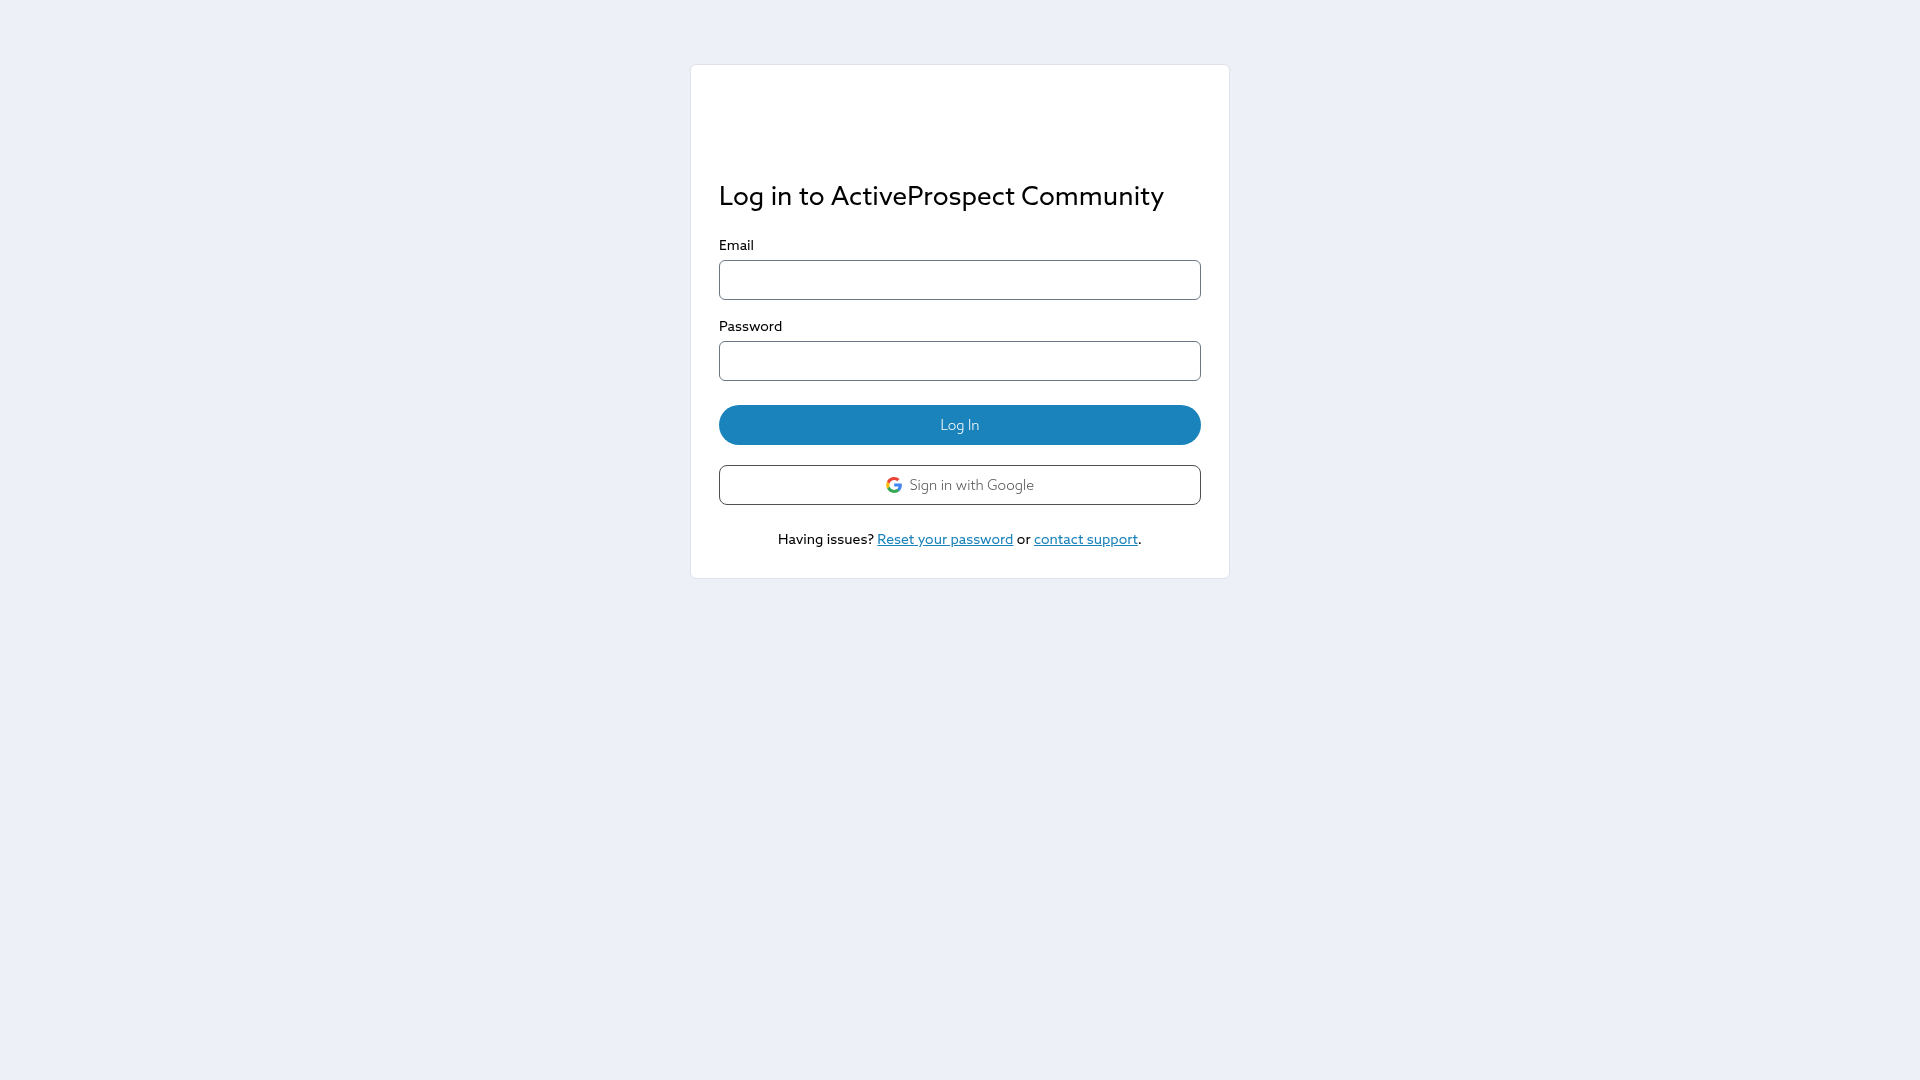 Log in to ActiveProspect Community
Email
Password
Log In
Sign in with Google
Having issues? Reset your password or contact support.